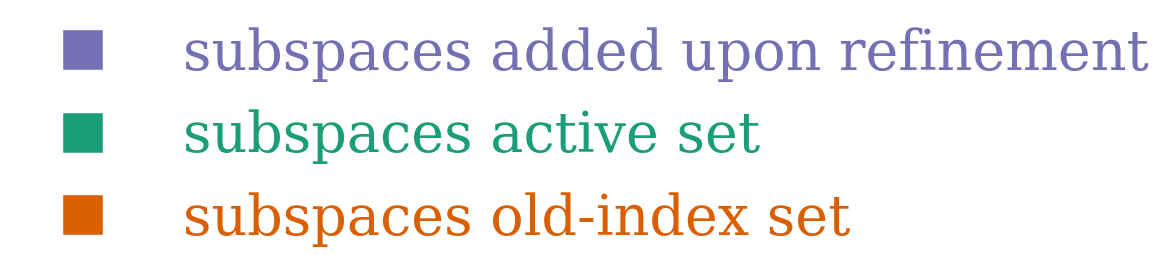 subspaces added upon refinement
subspaces active set
subspaces old-index set